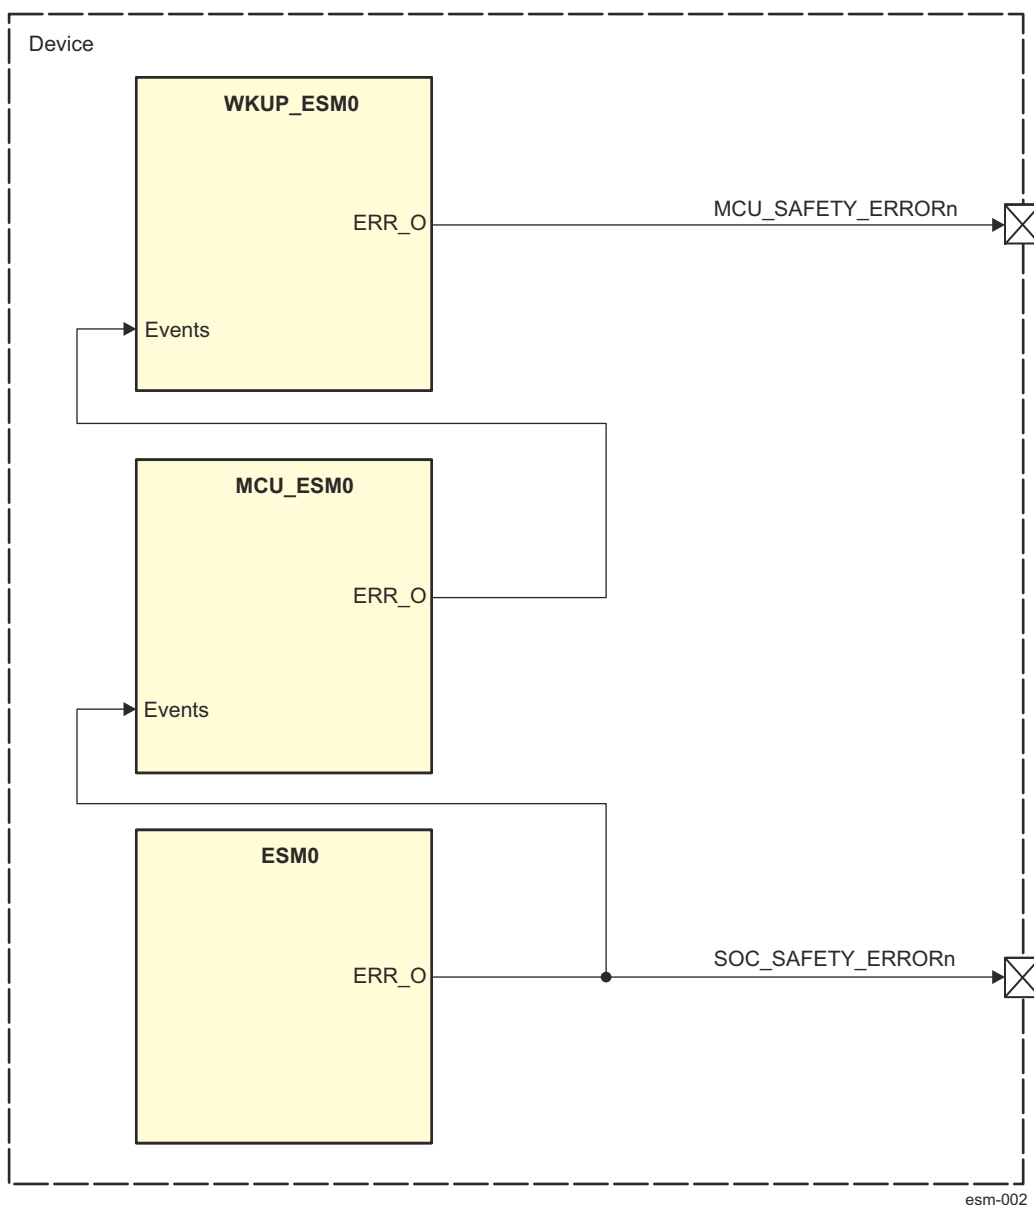 Device
WKUP_ESM0
ERR_O
MCU_SAFETY_ERRORn
Events
MCU_ESM0
ERR_O
Events
ESM0
ERR_O
SOC_SAFETY_ERRORn
esm-002